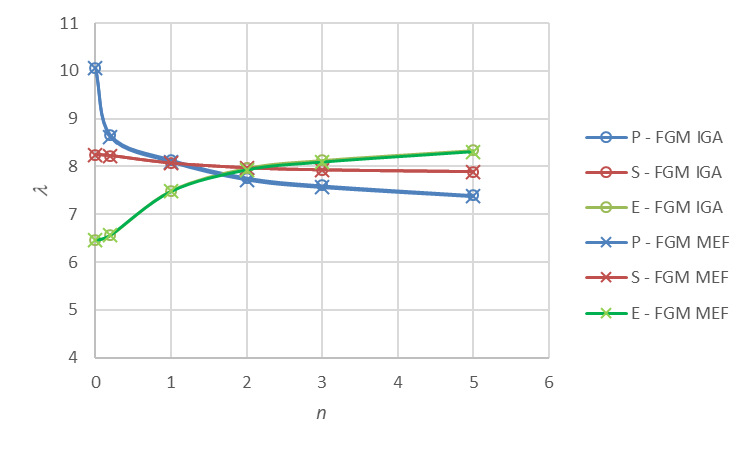 11
10
9
8
7
6
5
4
λ
0 1 2 3 4 5 6
n
P - FGM IGA
S - FGM IGA
E - FGM IGA
P - FGM MEF
S - FGM MEF
E - FGM MEF